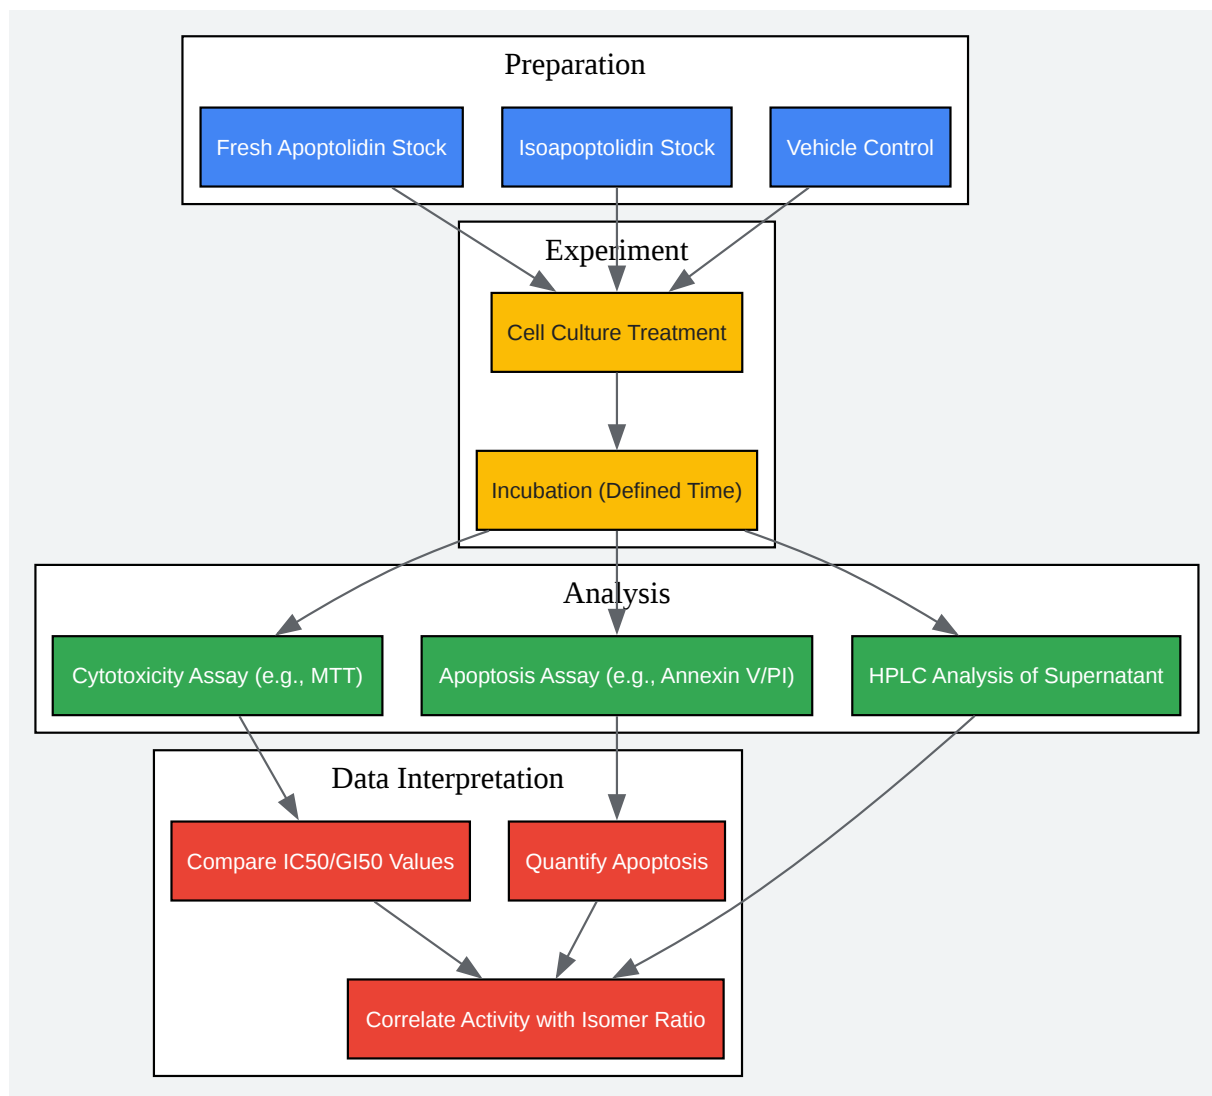 Preparation
Fresh Apoptolidin Stock
Isoapoptolidin Stock
Vehicle Control
Experiment
Cell Culture Treatment
Incubation (Defined Time)
Analysis
Cytotoxicity Assay (e.g., MTT)
Apoptosis Assay (e.g., Annexin V/PI)
HPLC Analysis of Supernatant
Data Interpretation
Compare IC50/GI50 Values
Quantify Apoptosis
Correlate Activity with Isomer Ratio